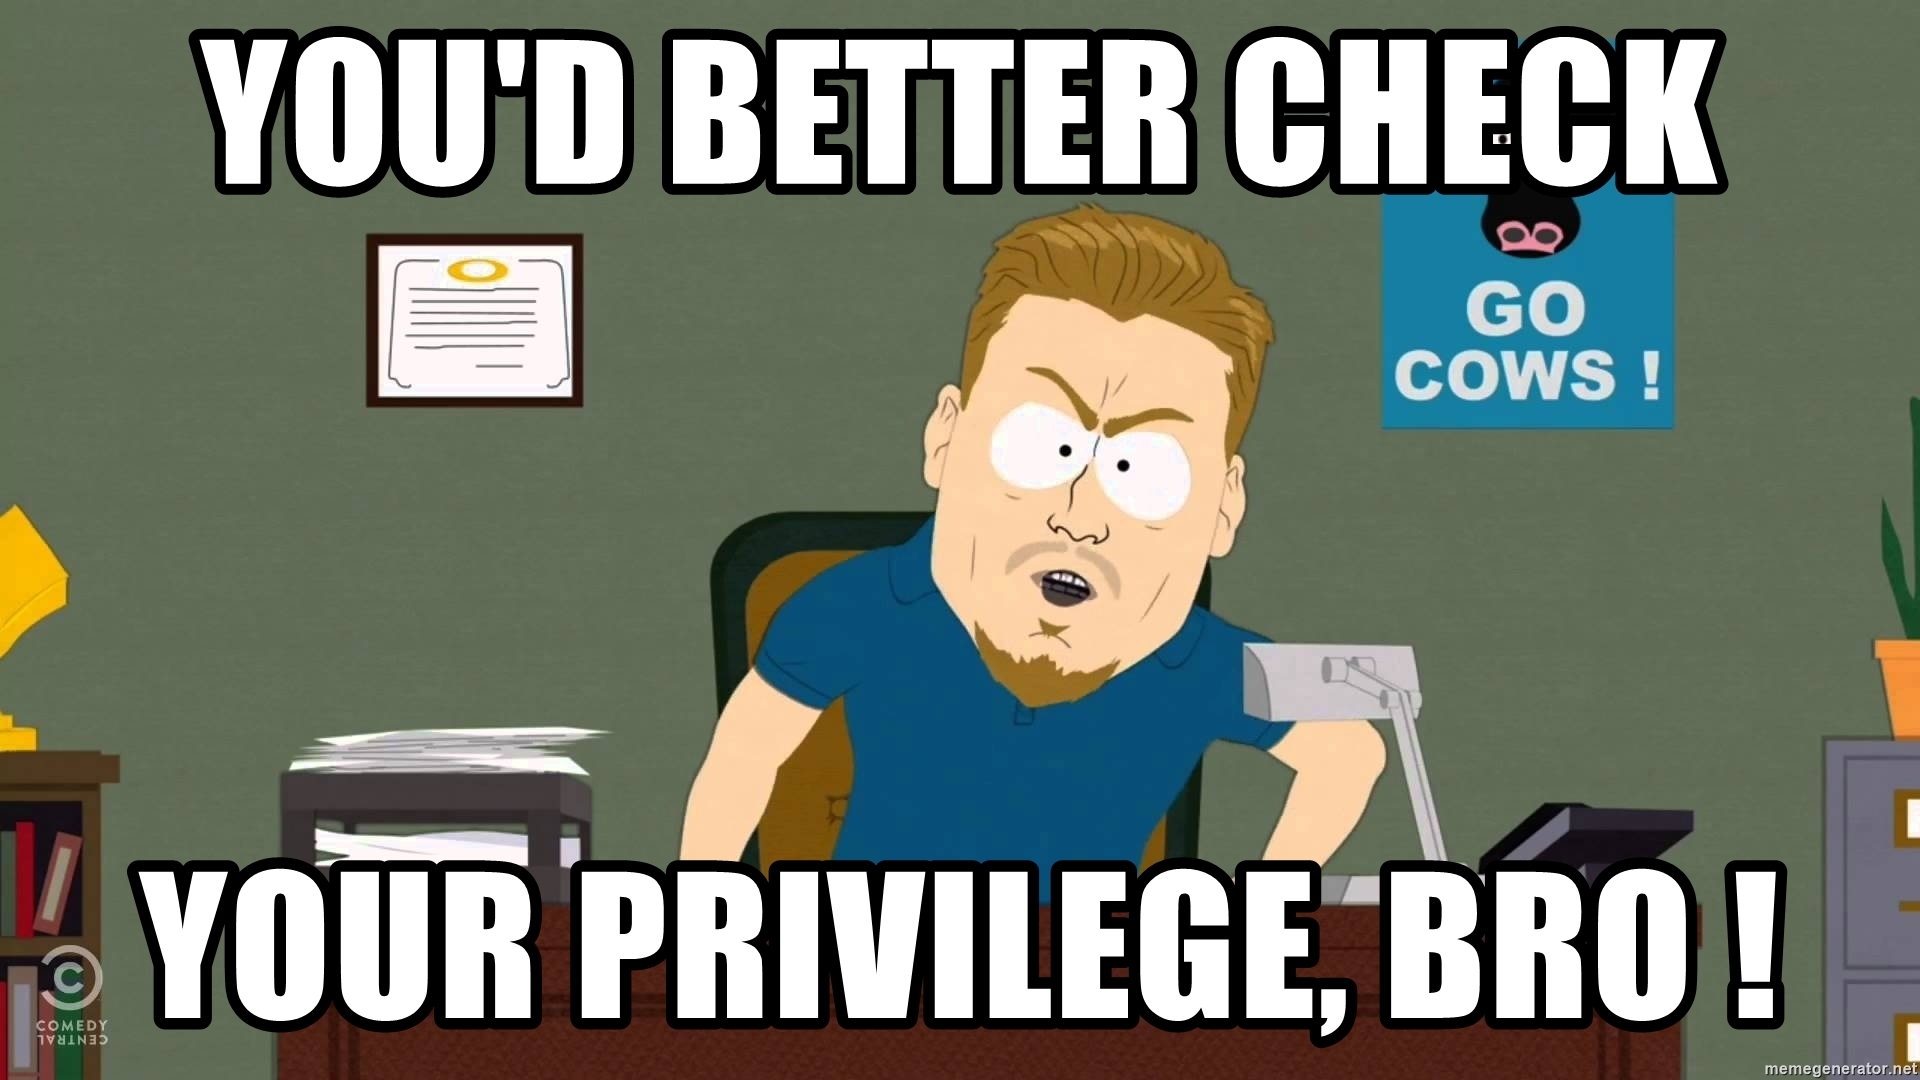 YOU'D BETTER CHECK
GO
COWS !
YOUR PRIVILEGE, BRO !
COMEDY
CENTRAL
memegenerator.net